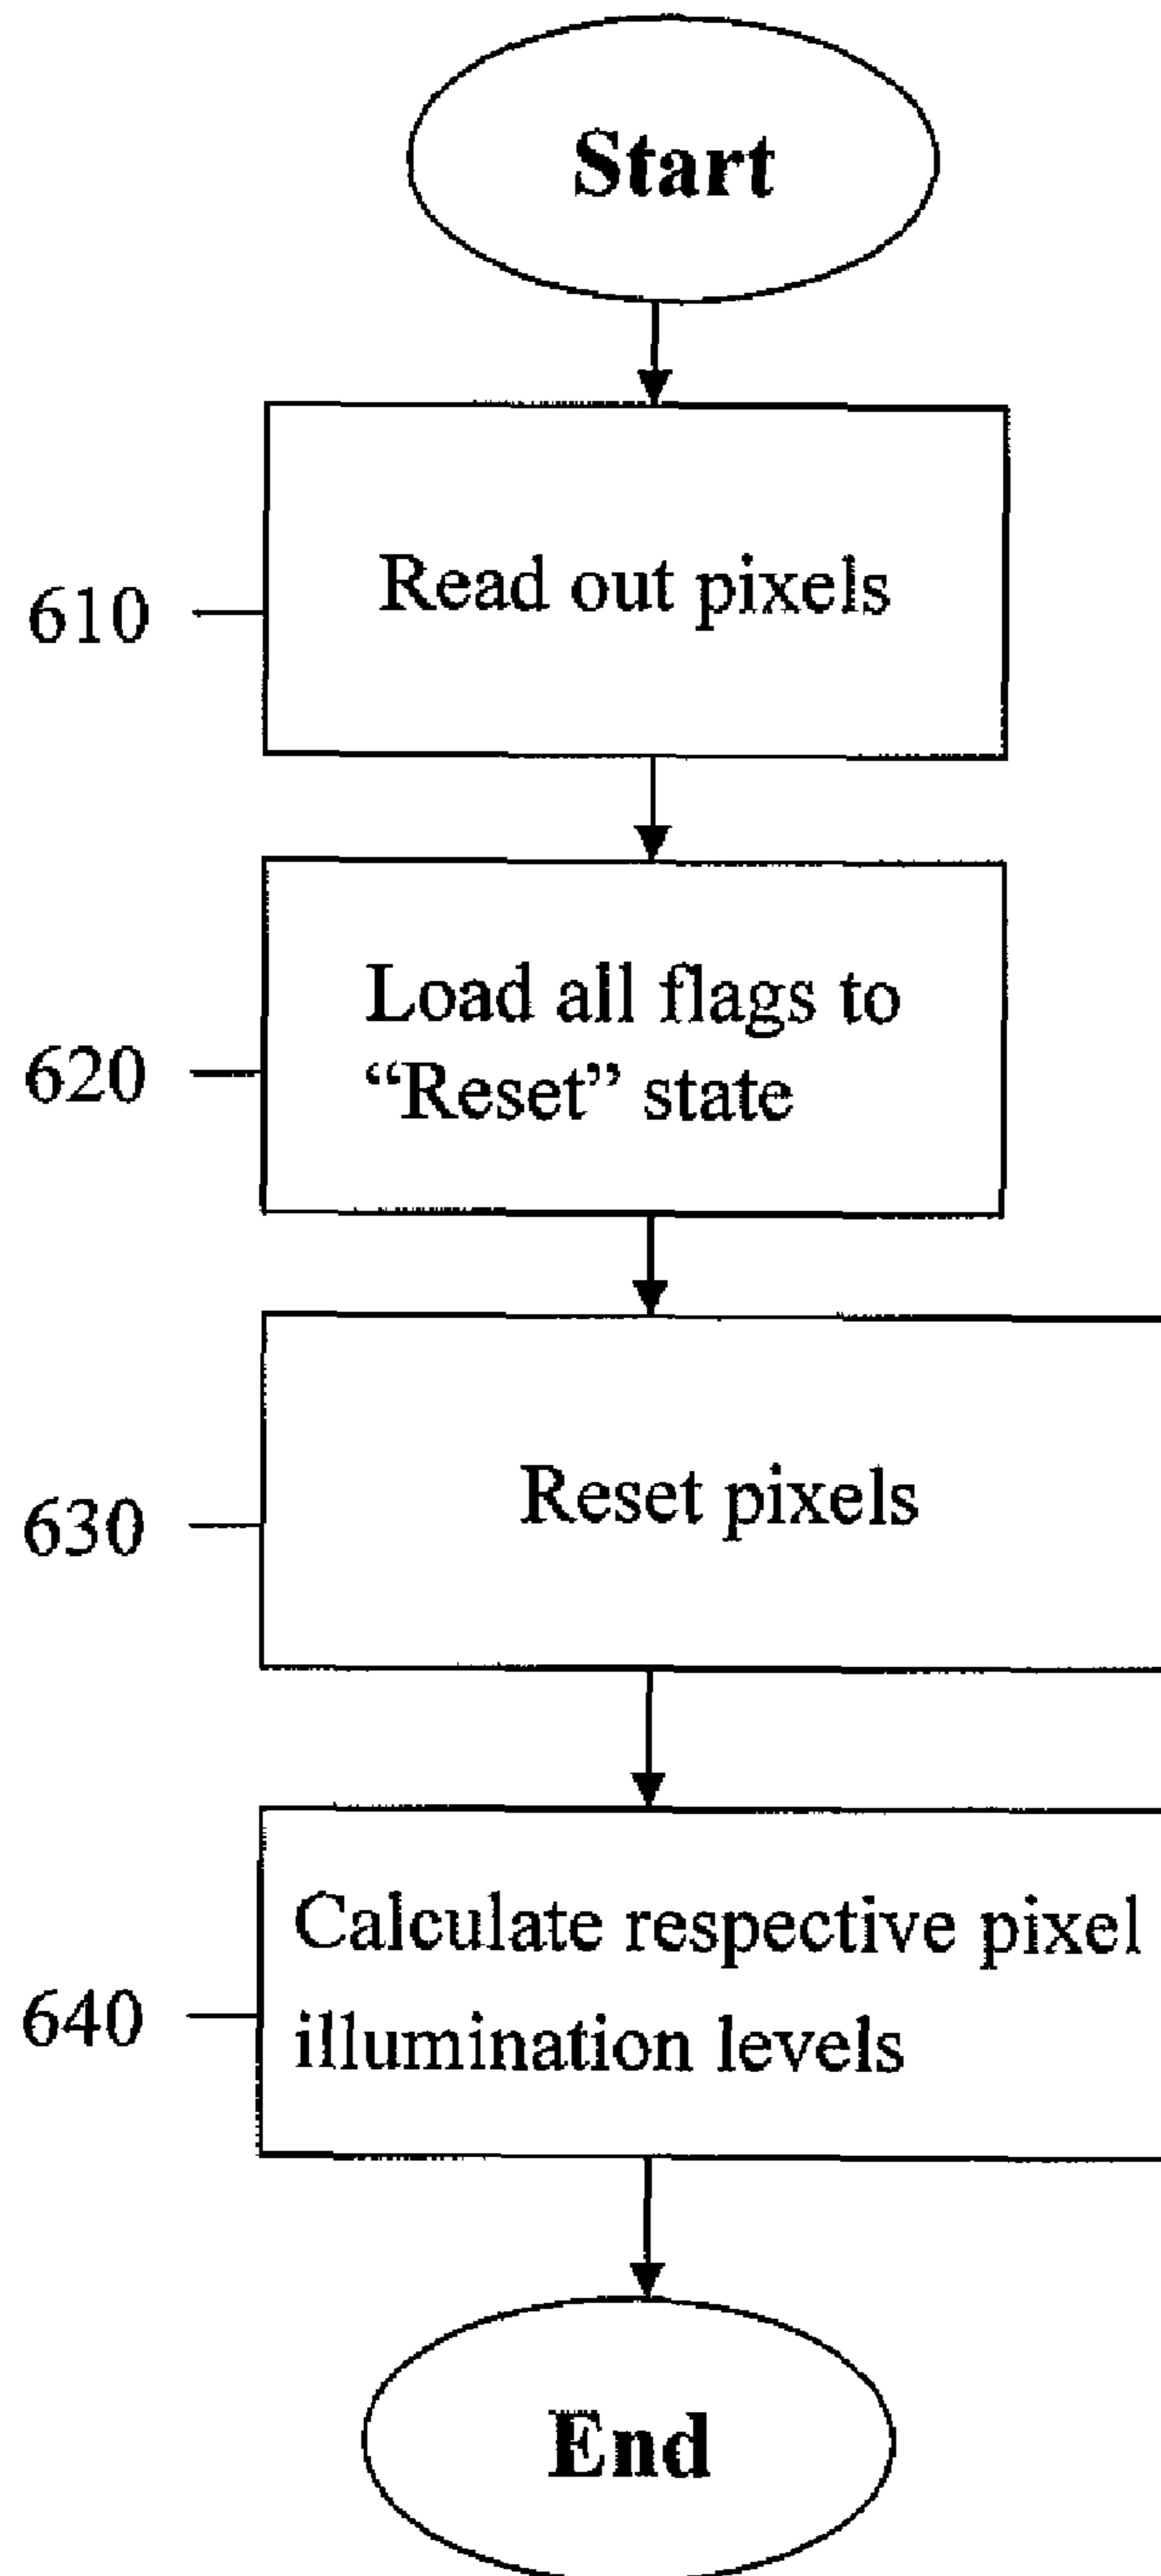 Start
610
Read out pixels
620
Load all flags to
“Reset” state
630
Reset pixels
640
Calculate respective pixel
illumination levels
End